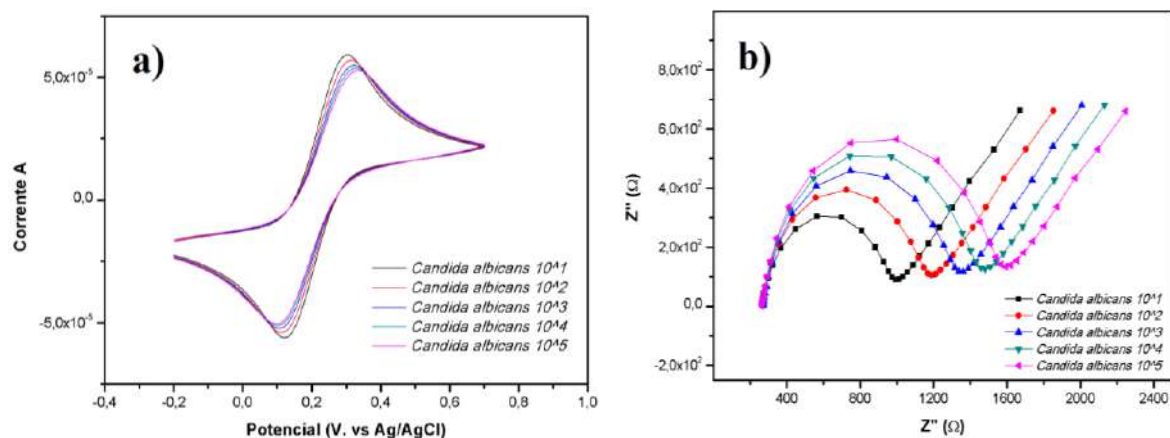 a)
Corrente A
5,0x10-5
0,0
-5,0x10-5
-0,4 -0,2 0,0 0,2 0,4 0,6 0,8 1,0
Potencial (V. vs Ag/AgCl)
Candida albicans 10^1
Candida albicans 10^2
Candida albicans 10^3
Candida albicans 10^4
Candida albicans 10^5
b)
Z'' (Ω)
8,0x10²
6,0x10²
4,0x10²
2,0x10²
0,0
-2,0x10²
400 800 1200 1600 2000 2400
Z'' (Ω)
Candida albicans 10^1
Candida albicans 10^2
Candida albicans 10^3
Candida albicans 10^4
Candida albicans 10^5